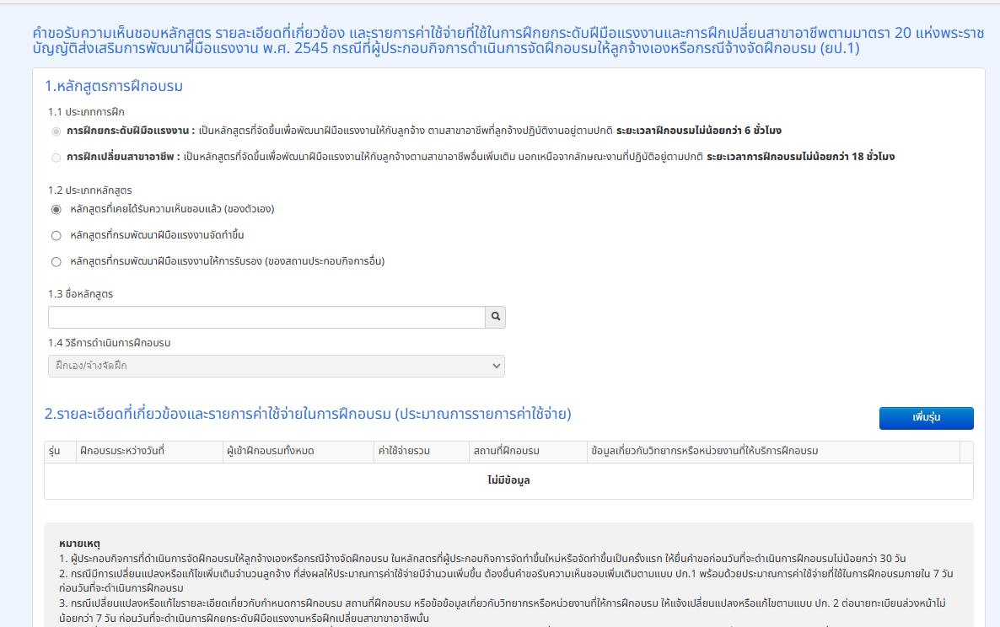 คำขอรับความเห็นชอบหลักสูตร รายละเอียดที่เกี่ยวข้อง และรายการค่าใช้จ่ายที่ใช้ในการฝึกยกระดับฝีมือแรงงานและการฝึกเปลี่ยนสาขาอาชีพตามมาตรา 20 แห่งพระราช
บัญญัติส่งเสริมการพัฒนาฝีมือแรงงาน พ.ศ. 2545 กรณีที่ผู้ประกอบกิจการดำเนินการจัดฝึกอบรมให้ลูกจ้างเองหรือกรณีจ้างจัดฝึกอบรม (ยป.1)
1.หลักสูตรการฝึกอบรม
1.1 ประเภทการฝึก
การฝึกยกระดับฝีมือแรงงาน : เป็นหลักสูตรที่จัดขึ้นเพื่อพัฒนาฝีมือแรงงานให้กับลูกจ้าง ตามสาขาอาชีพที่ลูกจ้างปฏิบัติงานอยู่ตามปกติ ระยะเวลาฝึกอบรมไม่น้อยกว่า 6 ชั่วโมง
การฝึกเปลี่ยนสาขาอาชีพ : เป็นหลักสูตรที่จัดขึ้นเพื่อพัฒนาฝีมือแรงงานให้กับลูกจ้างตามสาขาอาชีพอื่นเพิ่มเติม นอกเหนือจากลักษณะงานที่ปฏิบัติอยู่ตามปกติ ระยะเวลาการฝึกอบรมไม่น้อยกว่า 18 ชั่วโมง
1.2 ประเภทหลักสูตร
หลักสูตรที่เคยได้รับความเห็นชอบแล้ว (ของตัวเอง)
หลักสูตรที่กรมพัฒนาฝีมือแรงงานจัดทำขึ้น
หลักสูตรที่กรมพัฒนาฝีมือแรงงานให้การรับรอง (ของสถานประกอบกิจการอื่น)
1.3 ชื่อหลักสูตร
1.4 วิธีการดำเนินการฝึกอบรม
ฝึกเอง/จ้างจัดฝึก
2.รายละเอียดที่เกี่ยวข้องและรายการค่าใช้จ่ายในการฝึกอบรม (ประมาณการรายการค่าใช้จ่าย)
เพิ่มรุ่น
รุ่น ฝึกอบรมระหว่างวันที่ ผู้เข้าฝึกอบรมทั้งหมด ค่าใช้จ่ายรวม สถานที่ฝึกอบรม ข้อมูลเกี่ยวกับวิทยากรหรือหน่วยงานที่ให้บริการฝึกอบรม
ไม่มีข้อมูล
หมายเหตุ
1. ผู้ประกอบกิจการที่ดำเนินการจัดฝึกอบรมให้ลูกจ้างเองหรือกรณีจ้างจัดฝึกอบรบ ในหลักสูตรที่ผู้ประกอบกิจการจัดทำขึ้นใหม่หรือจัดทำขึ้นเป็นครั้งแรก ให้ยื่นคำขอก่อนวันที่จะดำเนินการฝึกอบรมไม่น้อยกว่า 30 วัน
2. กรณีมีการเปลี่ยนแปลงหรือแก้ไขเพิ่มเติมจำนวนลูกจ้าง ที่ส่งผลให้ประมาณการค่าใช้จ่ายมีจำนวนเพิ่มขึ้น ต้องยื่นคำขอรับความเห็นชอบเพิ่มเติมตามแบบ ปก.1 พร้อมด้วยประมาณการค่าใช้จ่ายที่ใช้ในการฝึกอบรมภายใน 7 วัน
ก่อนวันที่จะดำเนินการฝึกอบรม
3. กรณีเปลี่ยนแปลงหรือแก้ไขรายละเอียดเกี่ยวกับกำหนดการฝึกอบรม สถานที่ฝึกอบรม หรือข้อข้อมูลเกี่ยวกับวิทยากรหรือหน่วยงานที่ให้การฝึกอบรม ให้แจ้งเปลี่ยนแปลงหรือแก้ไขตามแบบ ปก. 2 ต่อนายทะเบียนล่วงหน้าไม่
น้อยกว่า 7 วัน ก่อนวันที่จะดำเนินการฝึกยกระดับฝีมือแรงงานหรือฝึกเปลี่ยนสาขาขาอาชีพนั้น